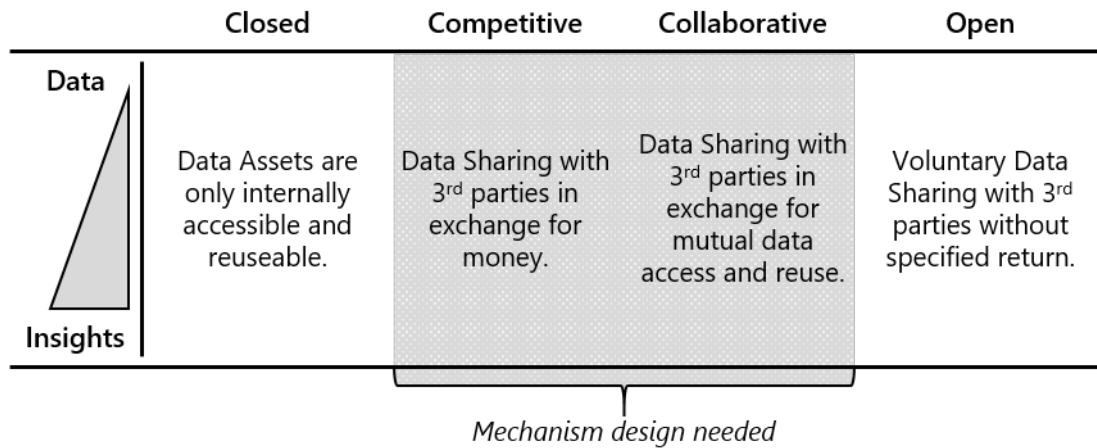 Closed
Competitive
Collaborative
Open
Data
Insights
Data Assets are
only internally
accessible and
reuseable.
Data Sharing with
3rd parties in
exchange for
money.
Data Sharing with
3rd parties in
exchange for
mutual data
access and reuse.
Voluntary Data
Sharing with 3rd
parties without
specified return.
Mechanism design needed